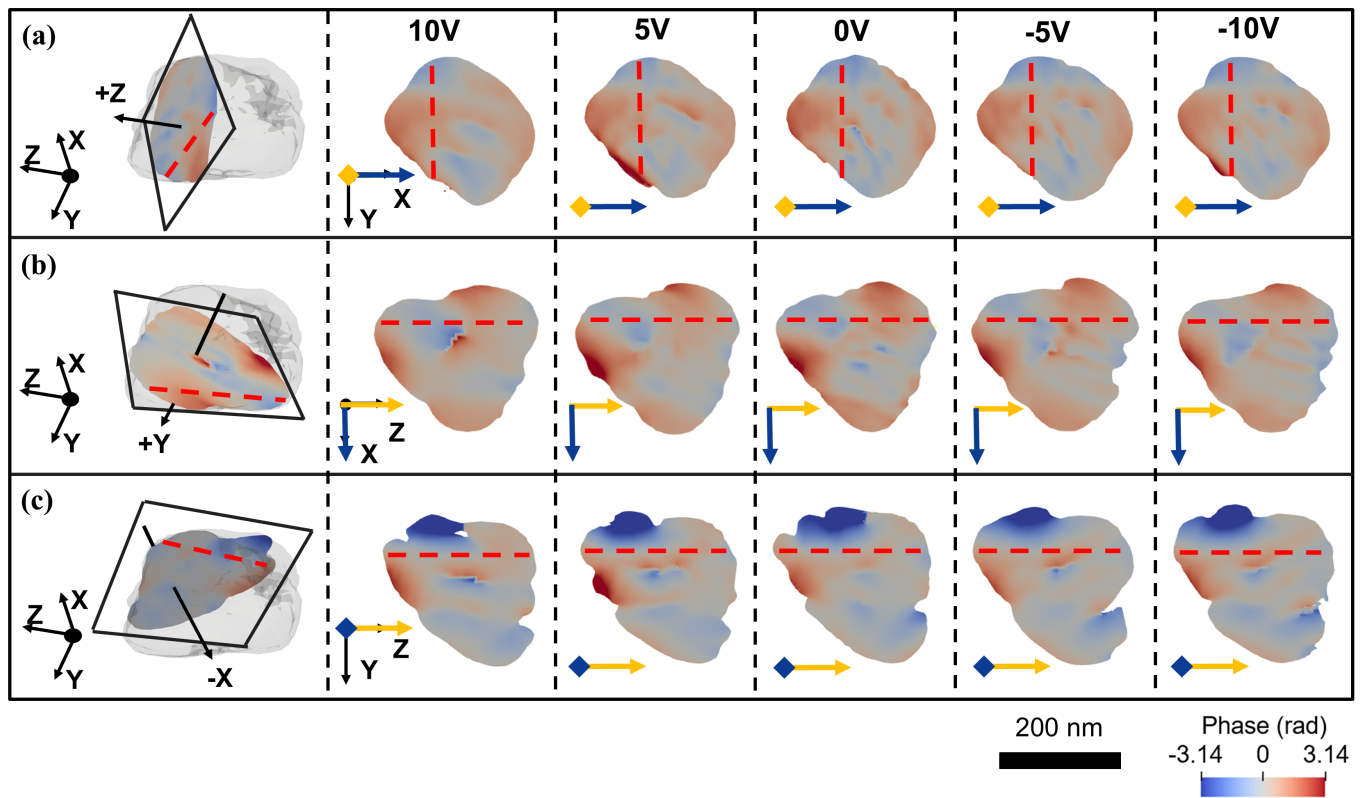 (a)
10V
5V
0V
-5V
-10V
+Z
X
Z
Y
X
Y
(b)
X
Z
Y
+Y
Z
X
(c)
X
Z
Y
-X
Z
Y
200 nm
Phase (rad)
-3.14
0
3.14